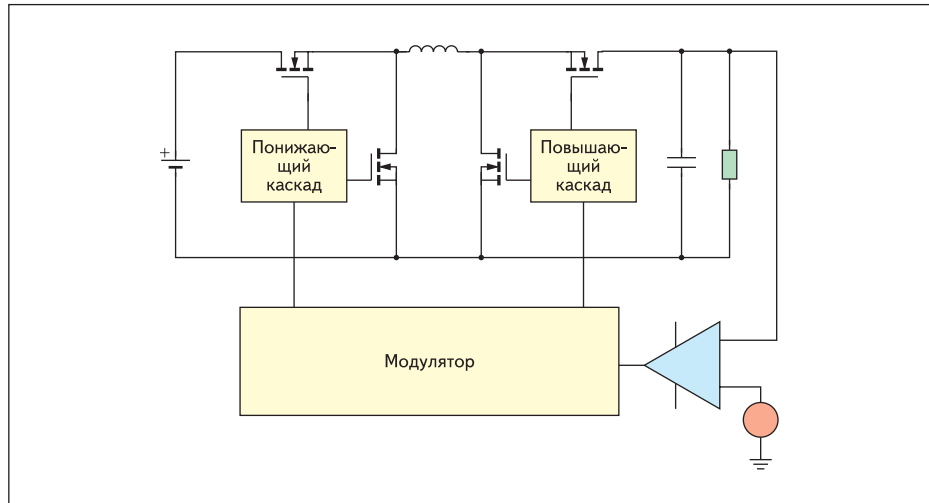 +
Понижаю-
щий
каскад
Повышаю-
щий
каскад
Модулятор